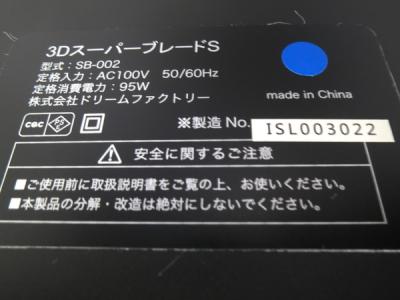 3DスーパーブレードS
型式：SB-002
定格入力：AC100V 50/60Hz
定格消費電力：95W
株式会社ドリームファクトリー
made in China
CQC PSE
※製造 No. ISL003022
安全に関するご注意
■ご使用前に取扱説明書をご覧の上、お使いください。
■本製品の分解・改造は絶対にしないでください。